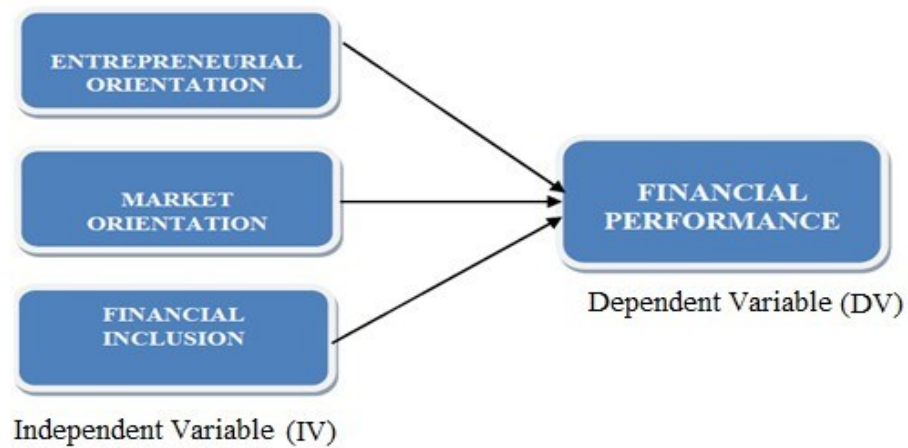 ENTREPRENEURIAL
ORIENTATION
MARKET
ORIENTATION
FINANCIAL
INCLUSION
Independent Variable (IV)
FINANCIAL
PERFORMANCE
Dependent Variable (DV)